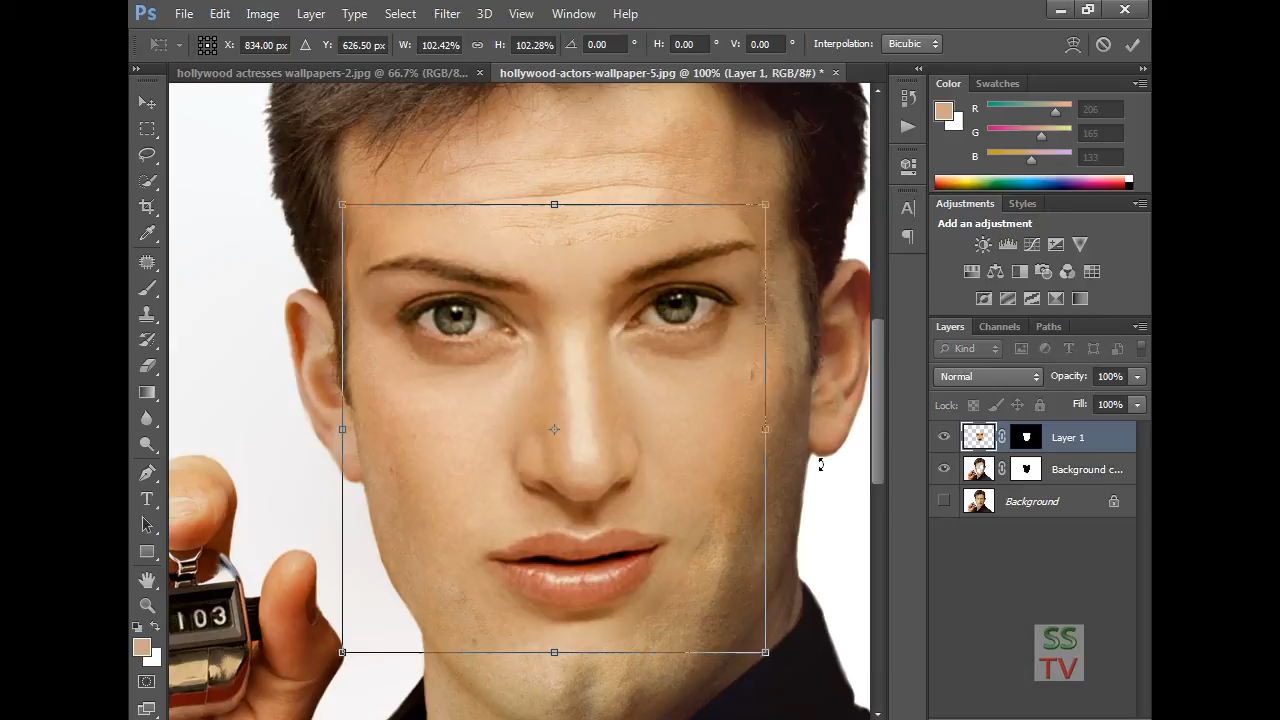 Ps File Edit Image Layer Type Select Filter 3D View Window Help
X: 834.00 px Y: 626.50 px W: 102.42% H: 102.28% 0.00 ° H: 0.00 V: 0.00 ° Interpolation: Bicubic
hollywood actresses wallpapers-2.jpg @ 66.7% (RGB/8... × hollywood-actors-wallpaper-5.jpg @ 100% (Layer 1, RGB/8#) * ×
Color Swatches
R 206
G 165
B 133
Adjustments Styles
Add an adjustment
Layers Channels Paths
Kind
Normal Opacity: 100%
Lock: Fill: 100%
Layer 1
Background c...
Background
103
SS
TV